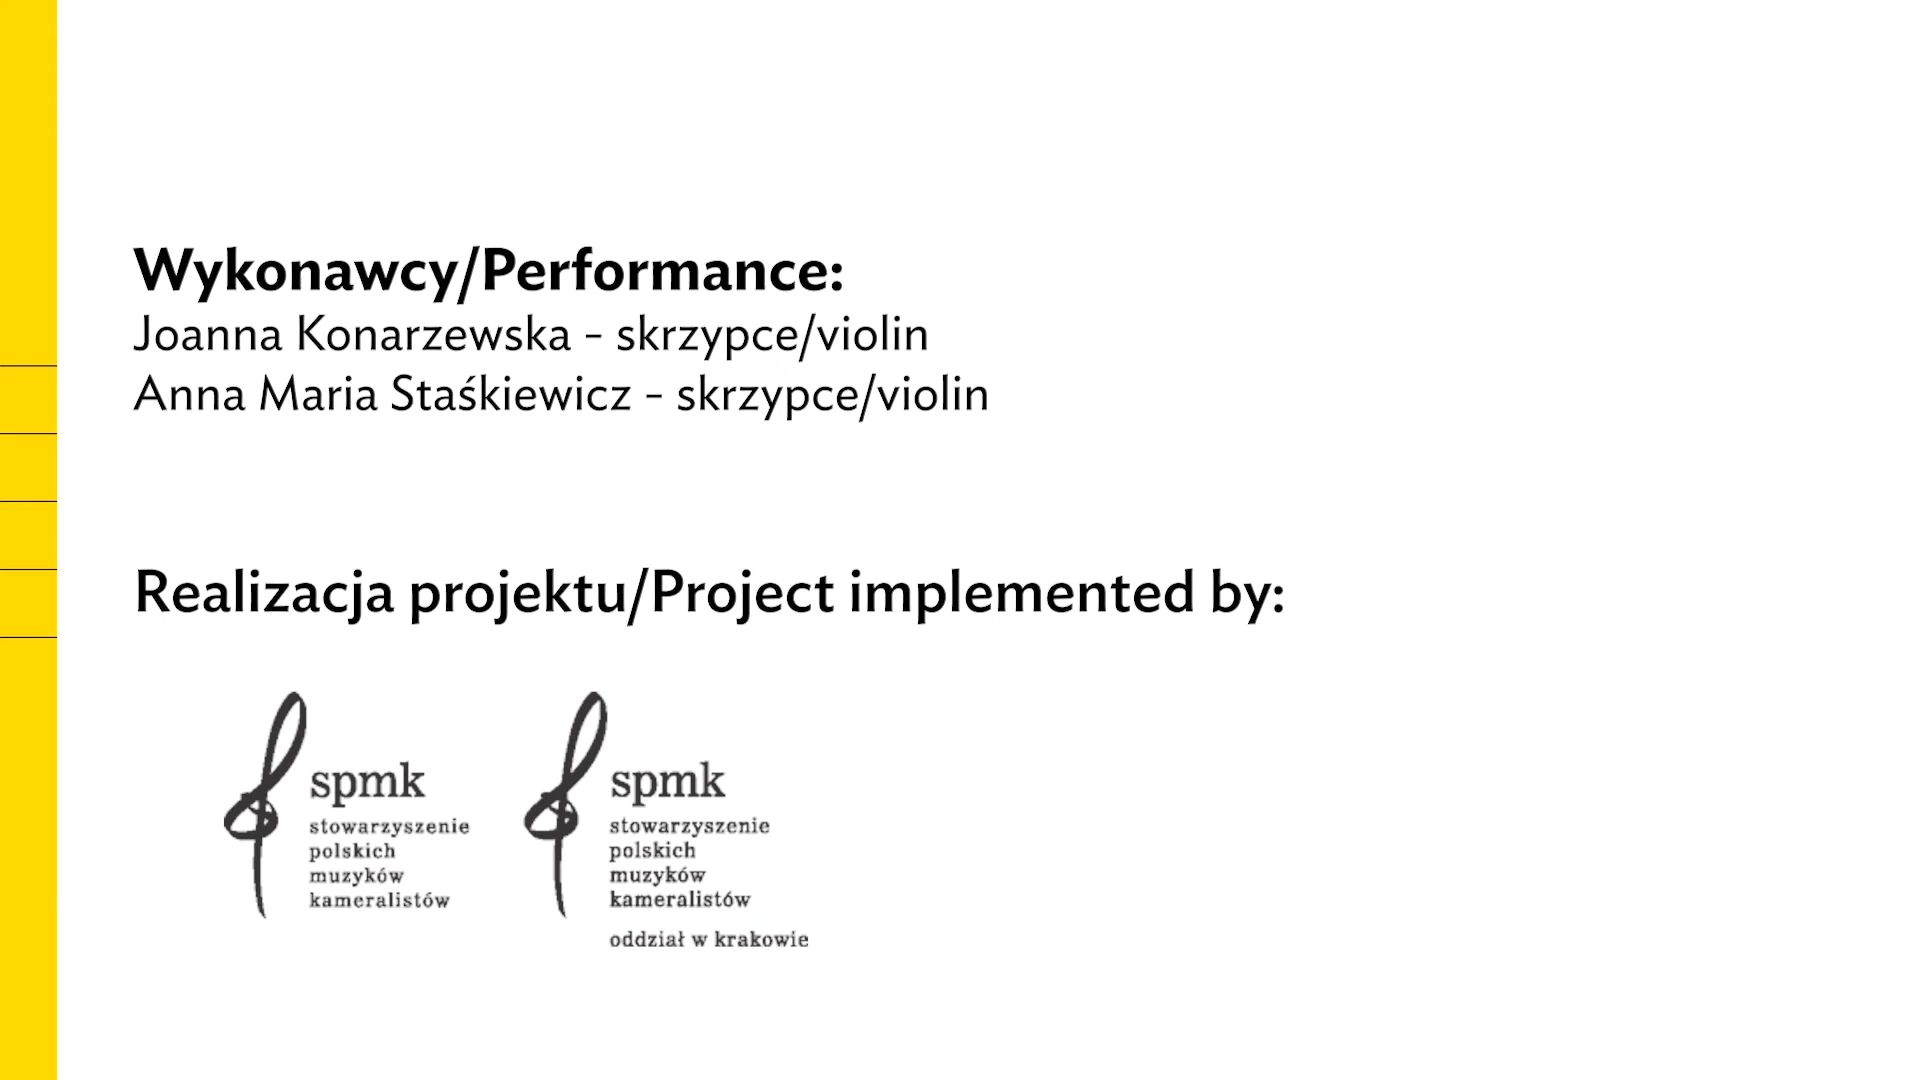 Wykonawcy/Performance:
Joanna Konarzewska – skrzypce/violin
Anna Maria Staśkiewicz – skrzypce/violin
Realizacja projektu/Project implemented by:
spmk
stowarzyszenie
polskich
muzyków
kameralistów
spmk
stowarzyszenie
polskich
muzyków
kameralistów
oddział w krakowie